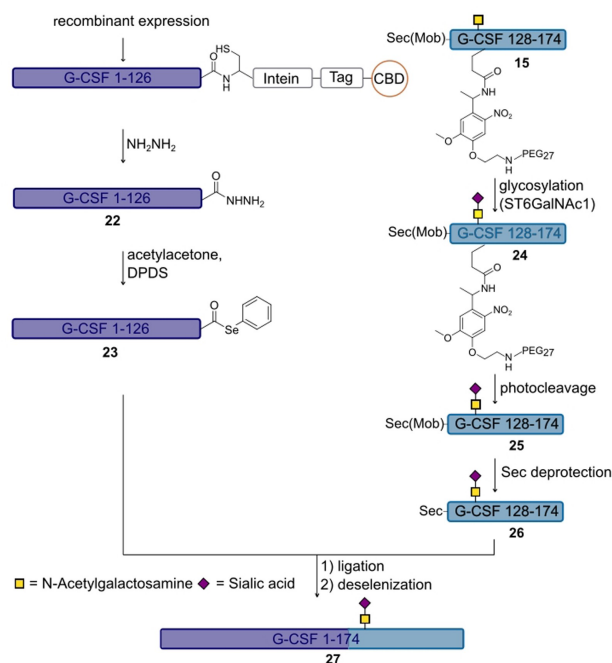 recombinant expression
HS
G-CSF 1-126
O
N
H
Intein
Tag
CBD
NH2NH2
G-CSF 1-126
O
NHNH2
22
acetylacetone,
DPDS
G-CSF 1-126
O
Se
23
Sec(Mob)
G-CSF 128-174
15
O
NH
NO2
O
O
N
H
PEG27
glycosylation
(ST6GalNAc1)
Sec(Mob)
G-CSF 128-174
24
O
NH
NO2
O
O
N
H
PEG27
photocleavage
Sec(Mob)
G-CSF 128-174
25
Sec deprotection
Sec
G-CSF 128-174
26
1) ligation
2) deselenization
= N-Acetylgalactosamine
= Sialic acid
G-CSF 1-174
27